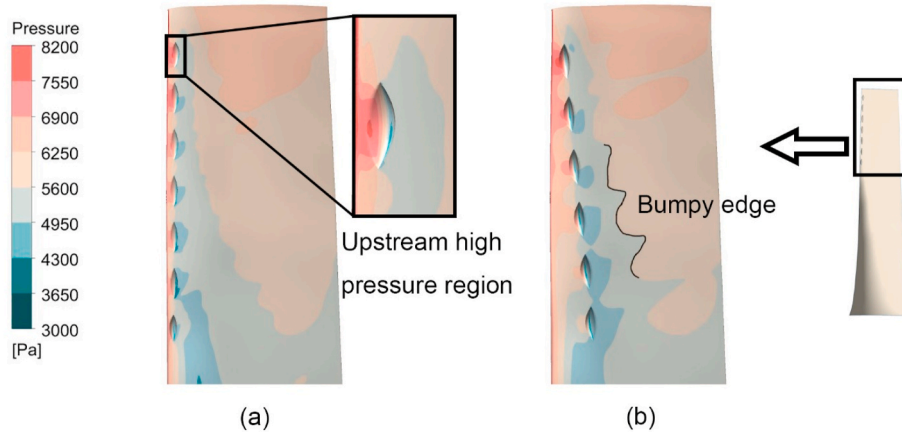 Pressure
8200
7550
6900
6250
5600
4950
4300
3650
3000
[Pa]
Upstream high
pressure region
Bumpy edge
(a)
(b)